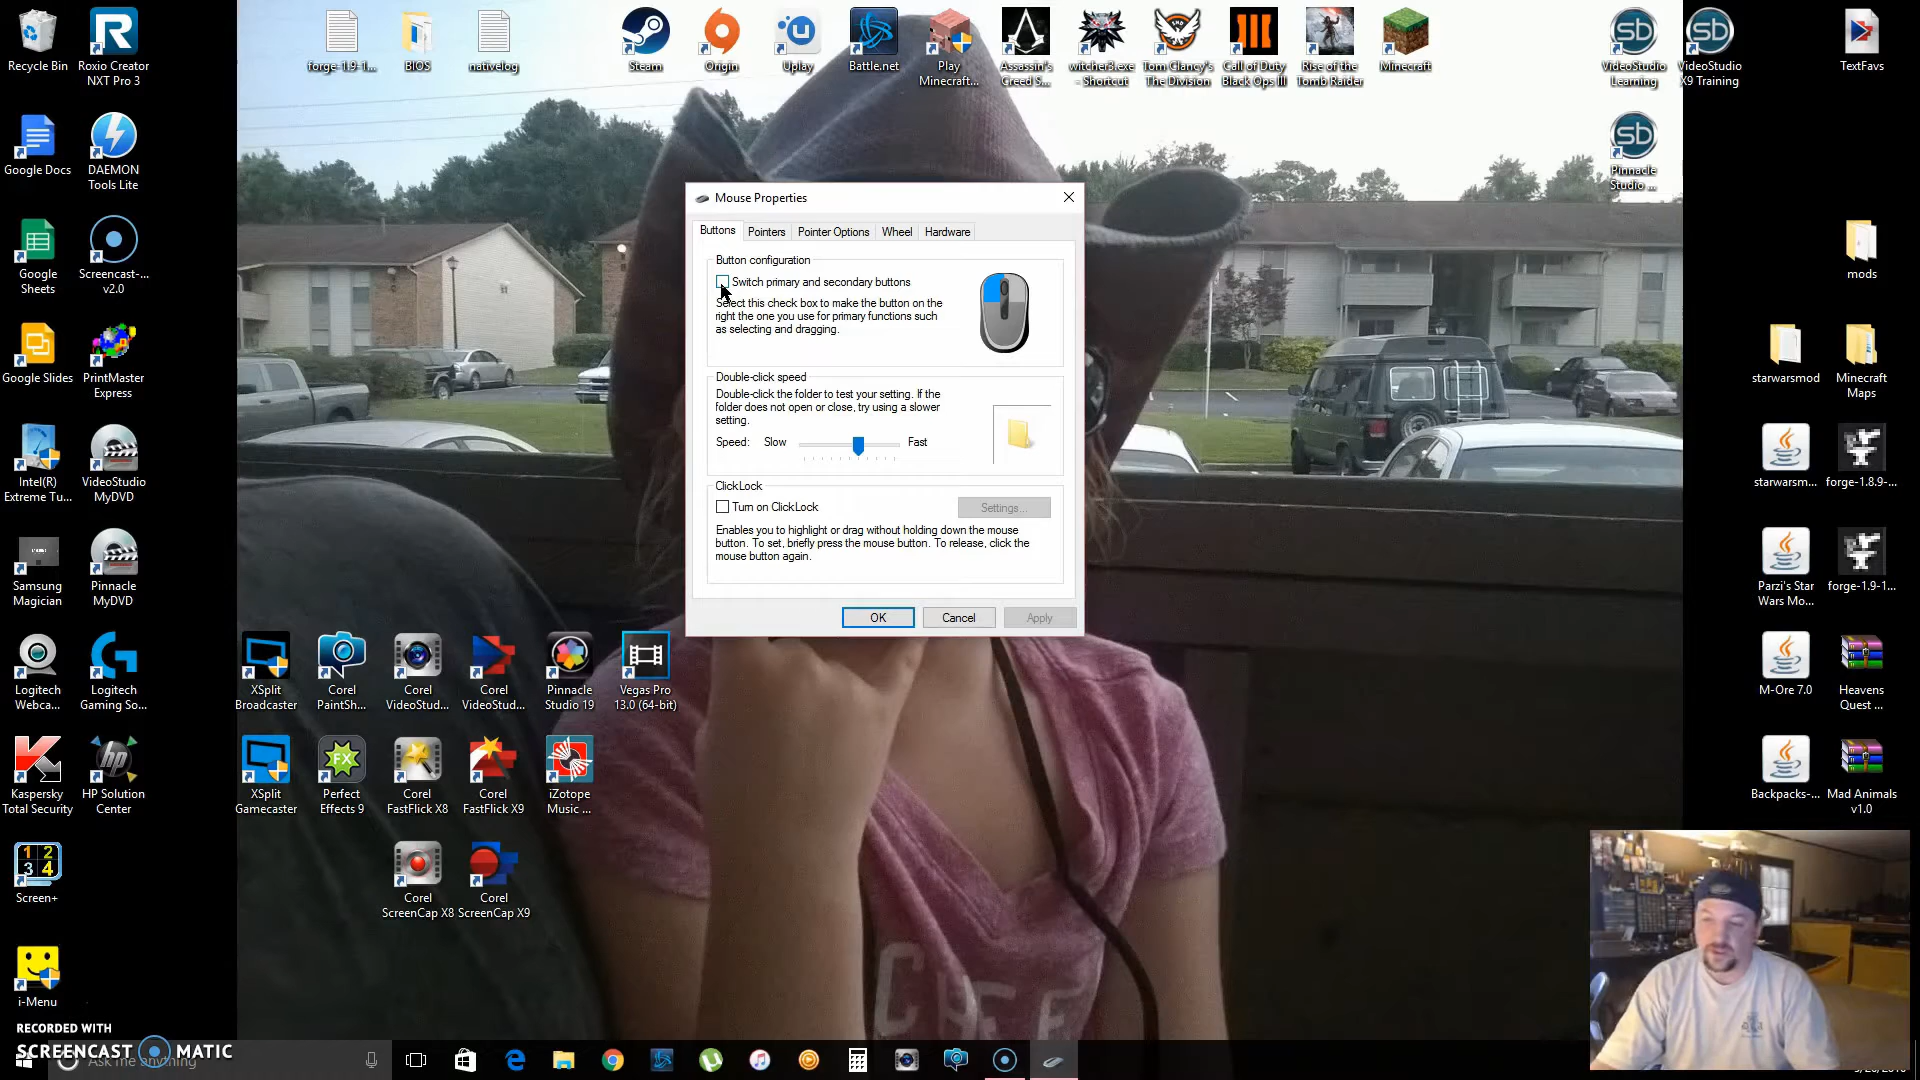 Recycle Bin
Roxio Creator
NXT Pro 3
forge-1.9-1...
BIOS
nativelog
Steam
Origin
Uplay
Battle.net
Play
Minecraft...
Assassin's
Creed S...
witcher3.exe
- Shortcut
Tom Clancy's
The Division
Call of Duty
Black Ops III
Rise of the
Tomb Raider
Minecraft
VideoStudio
Learning
VideoStudio
X9 Training
TextFavs
Google Docs
DAEMON
Tools Lite
Pinnacle
Studio ...
Google
Sheets
Screencast-...
v2.0
mods
Google Slides
PrintMaster
Express
starwarsmod
Minecraft
Maps
Intel(R)
Extreme Tu...
VideoStudio
MyDVD
starwarsm...
forge-1.8.9-...
Samsung
Magician
Pinnacle
MyDVD
Parzi's Star
Wars Mo...
forge-1.9-1...
Logitech
Webca...
Logitech
Gaming So...
XSplit
Broadcaster
Corel
PaintSh...
Corel
VideoStud...
Corel
VideoStud...
Pinnacle
Studio 19
Vegas Pro
13.0 (64-bit)
M-Ore 7.0
Heavens
Quest ...
Kaspersky
Total Security
HP Solution
Center
XSplit
Gamecaster
Perfect
Effects 9
Corel
FastFlick X8
Corel
FastFlick X9
iZotope
Music ...
Backpacks-...
Mad Animals
v1.0
Screen+
Corel
ScreenCap X8
Corel
ScreenCap X9
i-Menu
Mouse Properties
Buttons
Pointers
Pointer Options
Wheel
Hardware
Button configuration
Switch primary and secondary buttons
Select this check box to make the button on the
right the one you use for primary functions such
as selecting and dragging.
Double-click speed
Double-click the folder to test your setting. If the
folder does not open or close, try using a slower
setting.
Speed: Slow Fast
ClickLock
Turn on ClickLock
Settings...
Enables you to highlight or drag without holding down the mouse
button. To set, briefly press the mouse button. To release, click the
mouse button again.
OK
Cancel
Apply
RECORDED WITH
SCREENCAST MATIC
Ask me anything